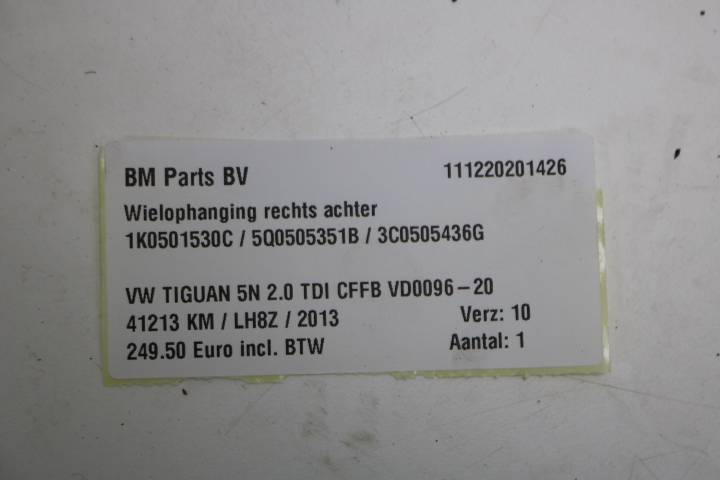 BM Parts BV 111220201426
Wielophanging rechts achter
1K0501530C / 5Q0505351B / 3C0505436G
VW TIGUAN 5N 2.0 TDI CFFB VD0096-20
41213 KM / LH8Z / 2013 Verz: 10
249.50 Euro incl. BTW Aantal: 1